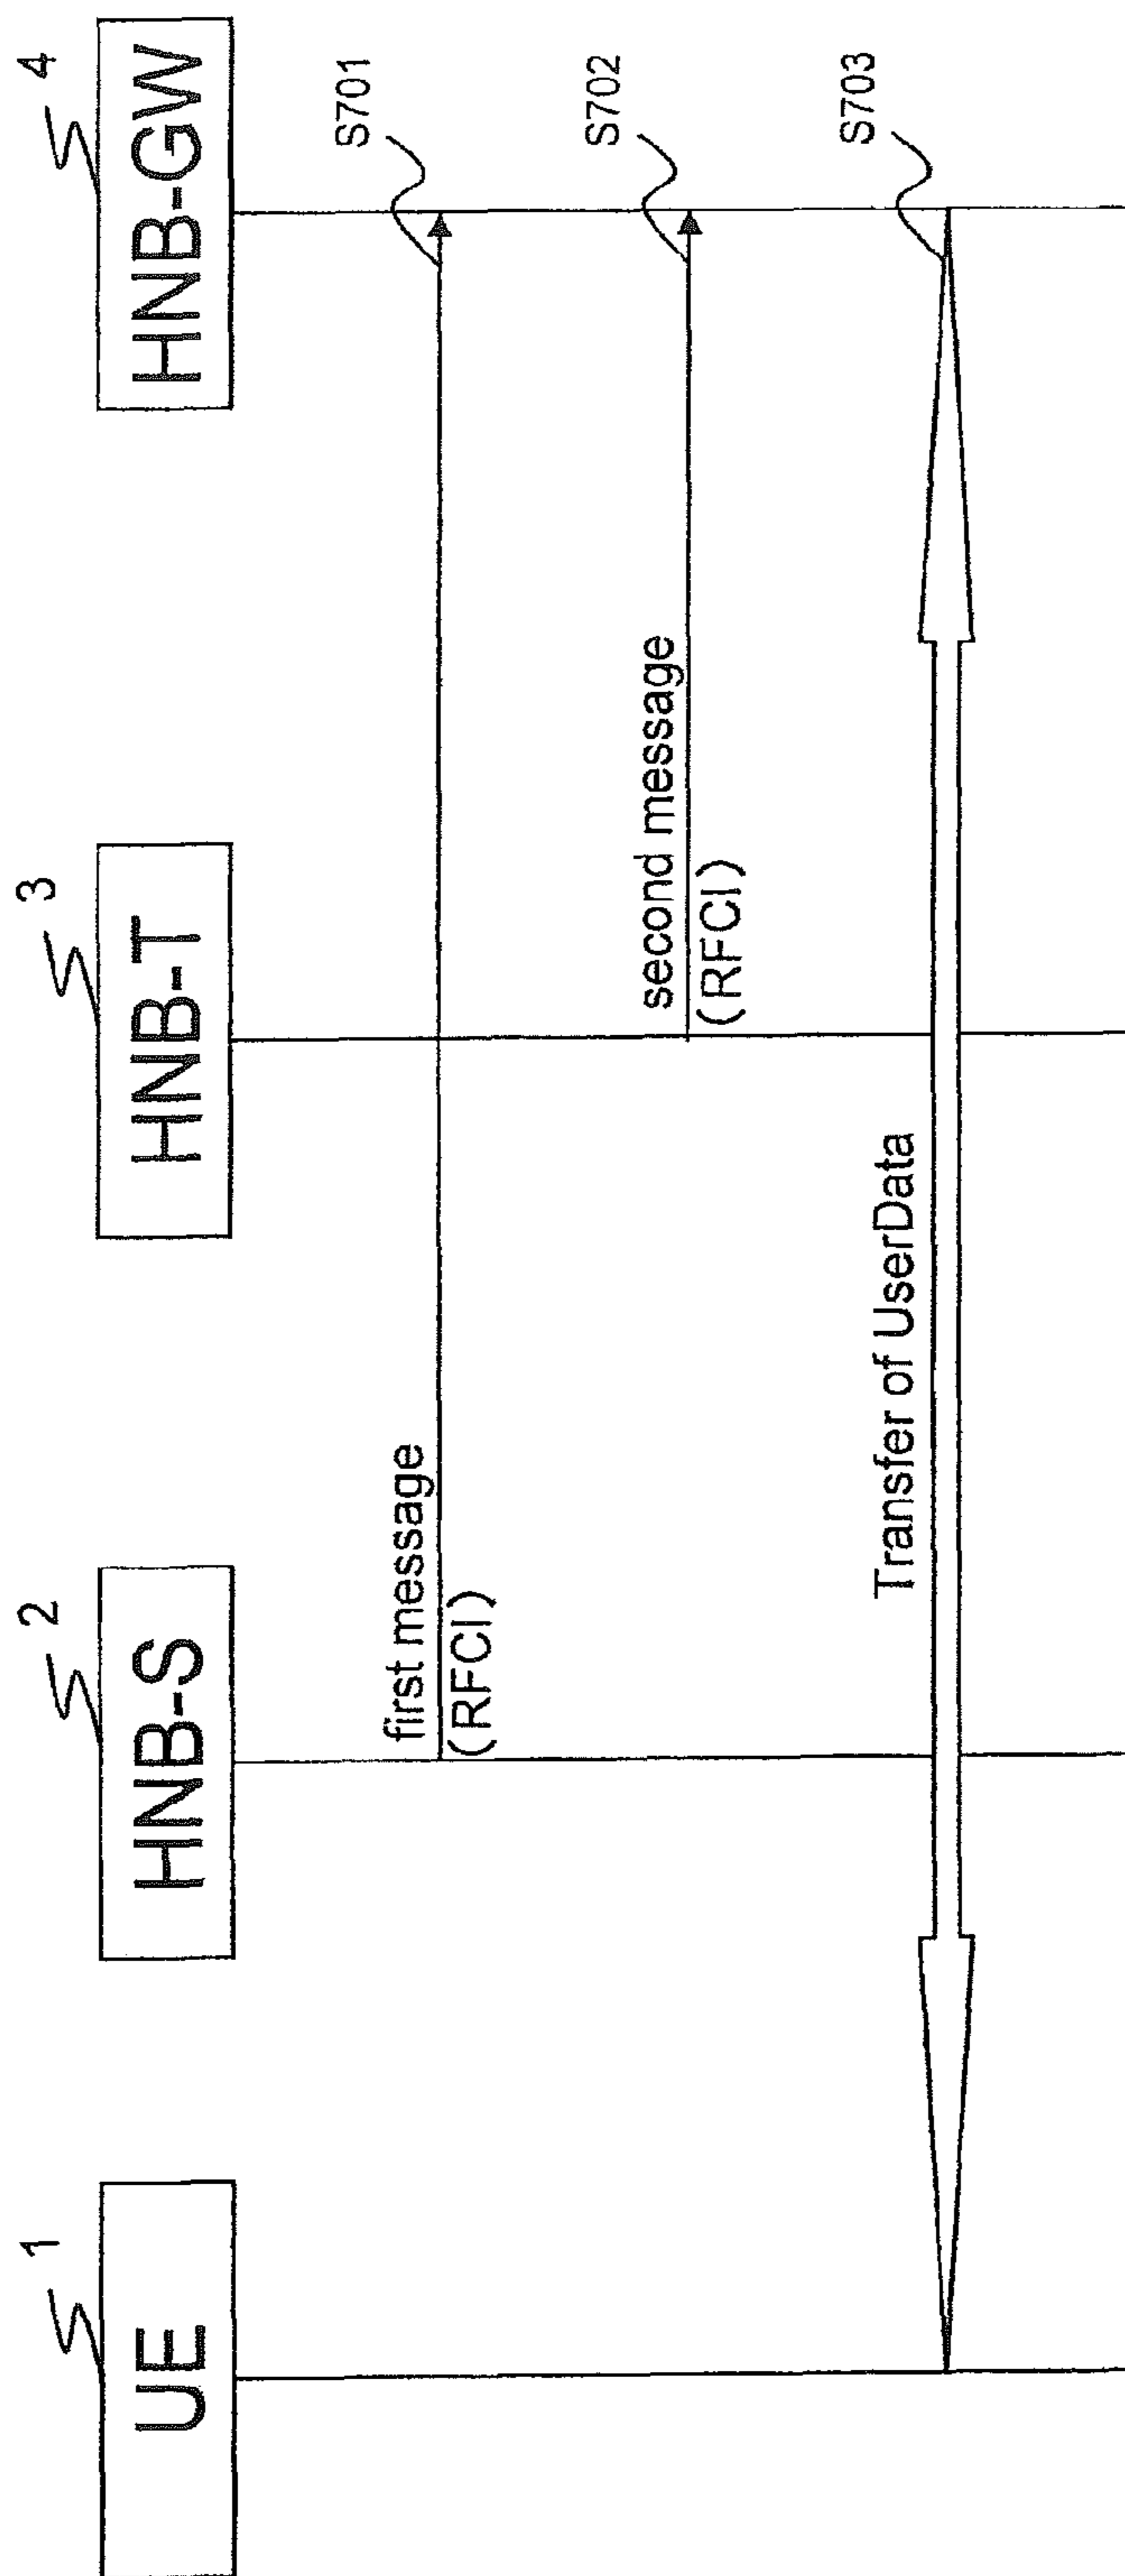 1
UE
2
HNB-S
3
HNB-T
4
HNB-GW
first message
(RFCI)
S701
second message
(RFCI)
S702
Transfer of UserData
S703